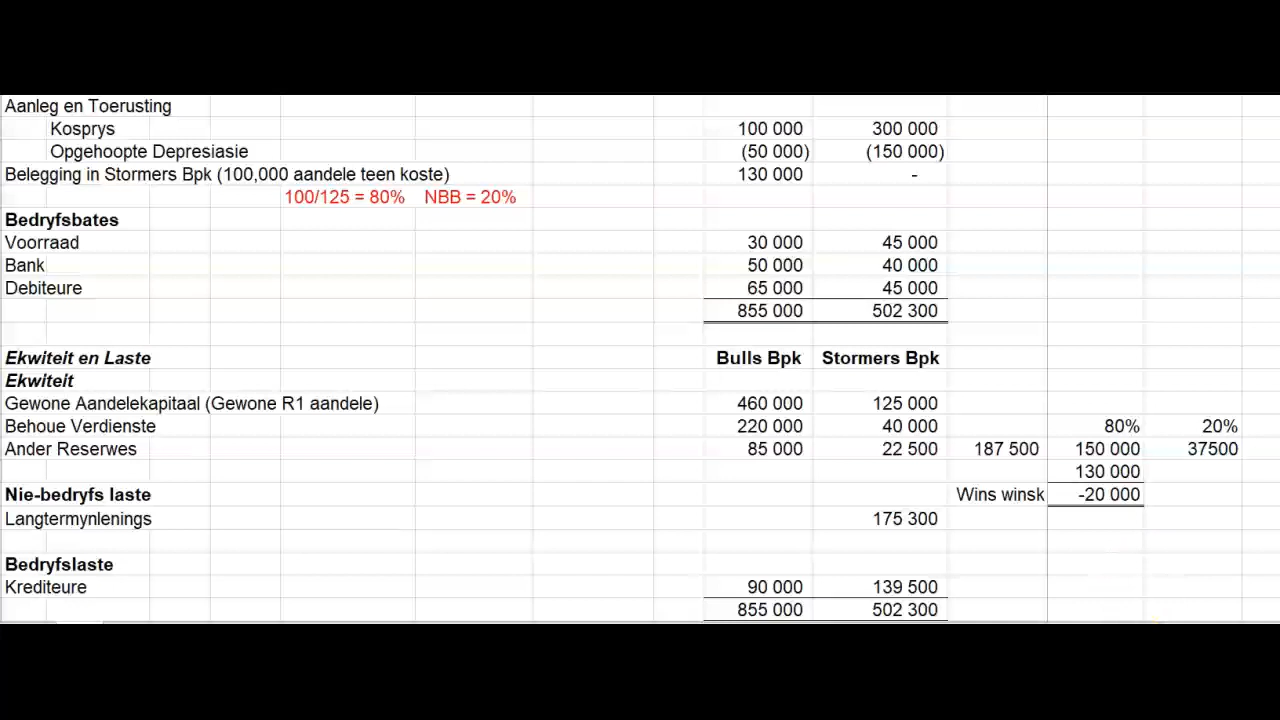 Aanleg en Toerusting
Kosprys 100 000 300 000
Opgehoopte Depresiasie (50 000) (150 000)
Belegging in Stormers Bpk (100,000 aandele teen koste) 130 000 -
100/125 = 80% NBB = 20%
Bedryfsbates
Voorraad 30 000 45 000
Bank 50 000 40 000
Debiteure 65 000 45 000
855 000 502 300
Ekwiteit en Laste Bulls Bpk Stormers Bpk
Ekwiteit
Gewone Aandelekapitaal (Gewone R1 aandele) 460 000 125 000
Behoue Verdienste 220 000 40 000 80% 20%
Ander Reserwes 85 000 22 500 187 500 150 000 37500
130 000
Nie-bedryfs laste Wins winsk -20 000
Langtermynlenings 175 300
Bedryfslaste
Krediteure 90 000 139 500
855 000 502 300